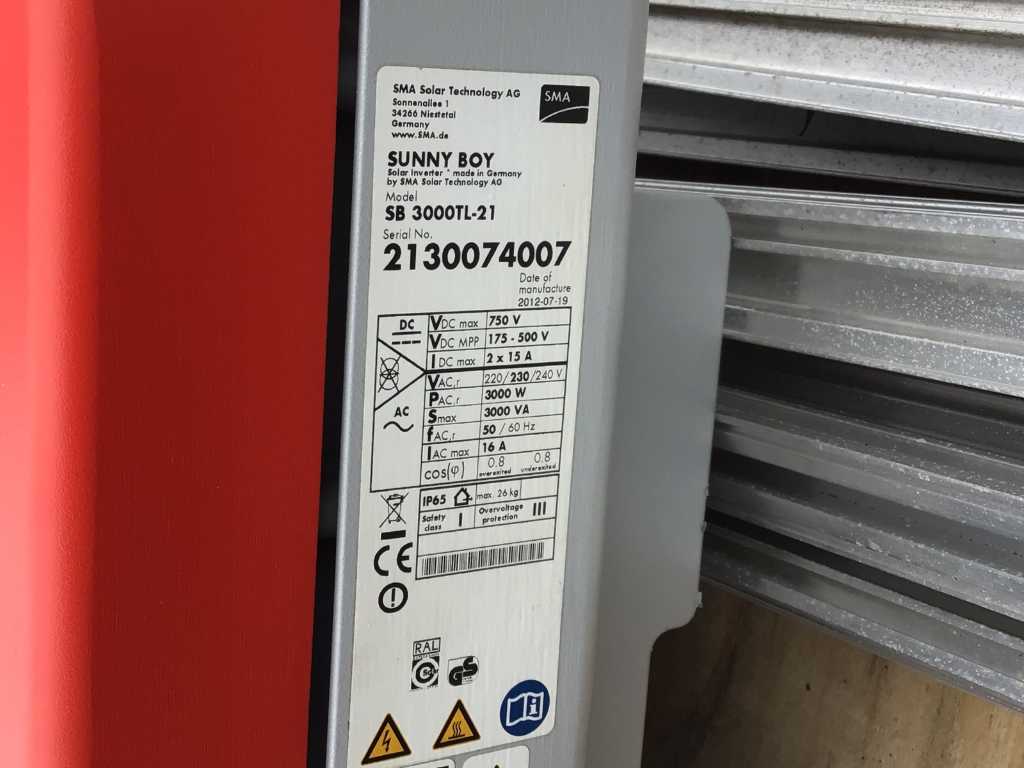 SMA Solar Technology AG
Sonnenallee 1
34266 Niestetal
Germany
www.SMA.de
SMA
SUNNY BOY
Solar Inverter * made in Germany
by SMA Solar Technology AG
Model
SB 3000TL-21
Serial No.
2130074007
Date of
manufacture
2012-07-19
DC
VDC max 750 V
VDC MPP 175 - 500 V
IDC max 2 x 15 A
AC
VAC,r 220/230/240 V
PAC,r 3000 W
Smax 3000 VA
fAC,r 50 / 60 Hz
IAC max 16 A
cos(φ) 0.8 0.8
overexited underexited
IP65 max. 26 kg
Safety class I Overvoltage protection III
CE
RAL
GS